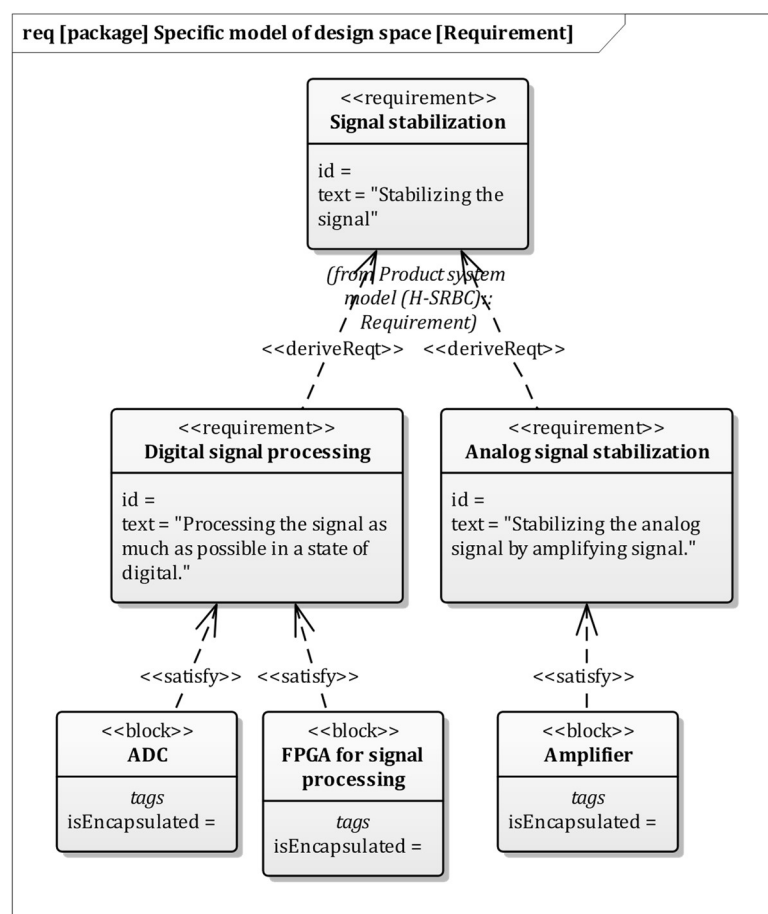 req [package] Specific model of design space [Requirement]
<<requirement>>
Signal stabilization
id =
text = "Stabilizing the
signal"
(from Product system
model (H-SRBC)::
Requirement)
<<deriveReqt>> <<deriveReqt>>
<<requirement>>
Digital signal processing
id =
text = "Processing the signal as
much as possible in a state of
digital."
<<requirement>>
Analog signal stabilization
id =
text = "Stabilizing the analog
signal by amplifying signal."
<<satisfy>> <<satisfy>> <<satisfy>>
<<block>>
ADC
tags
isEncapsulated =
<<block>>
FPGA for signal
processing
tags
isEncapsulated =
<<block>>
Amplifier
tags
isEncapsulated =